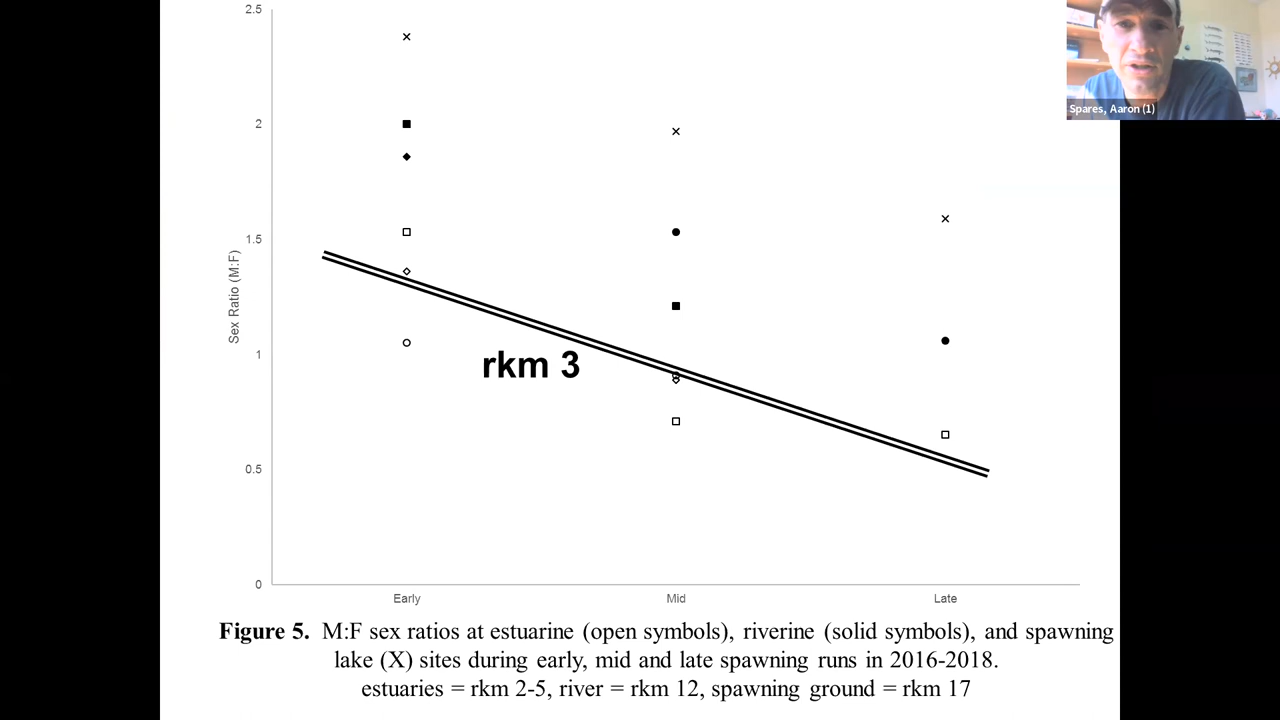 2.5
Spares, Aaron (1)
2
1.5
Sex Ratio (M:F)
1
rkm 3
0.5
0
Early Mid Late
Figure 5. M:F sex ratios at estuarine (open symbols), riverine (solid symbols), and spawning
lake (X) sites during early, mid and late spawning runs in 2016-2018.
estuaries = rkm 2-5, river = rkm 12, spawning ground = rkm 17